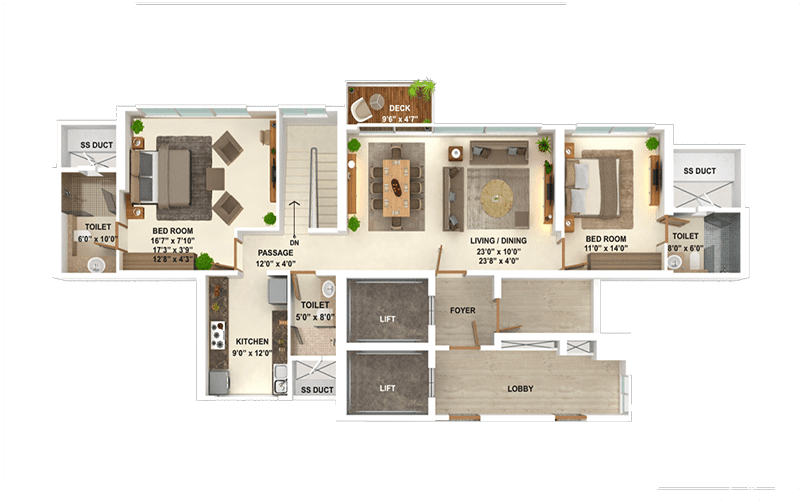 DECK
9'6" x 4'7"
SS DUCT
SS DUCT
TOILET
6'0" x 10'0"
BED ROOM
16'7" x 7'10"
17'3" x 3'9"
12'8" x 4'3"
DN
PASSAGE
12'0" x 4'0"
LIVING / DINING
23'0" x 10'0"
23'8" x 4'0"
BED ROOM
11'0" x 14'0"
TOILET
8'0" x 6'0"
TOILET
5'0" x 8'0"
LIFT
FOYER
KITCHEN
9'0" x 12'0"
SS DUCT
LIFT
LOBBY